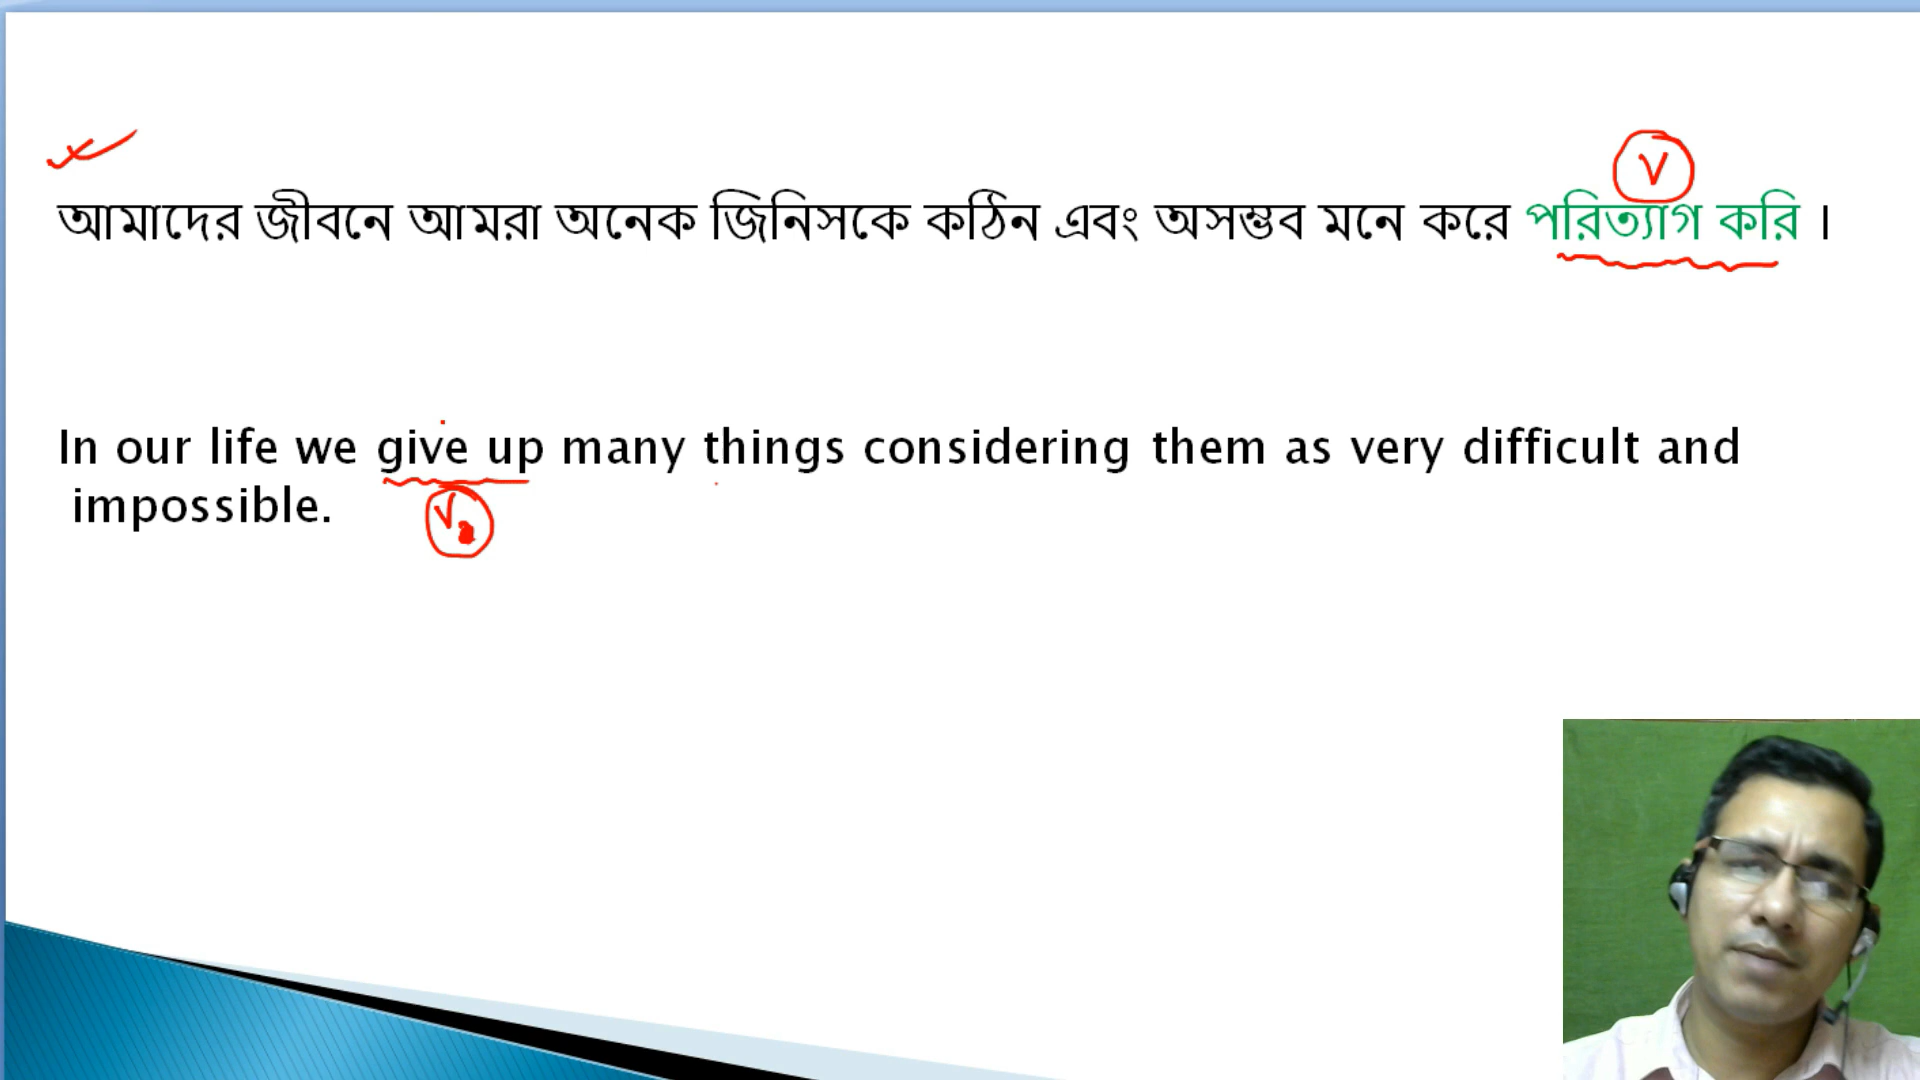 V
আমাদের জীবনে আমরা অনেক জিনিসকে কঠিন এবং অসম্ভব মনে করে পরিত্যাগ করি ।
In our life we give up many things considering them as very difficult and
impossible.
V